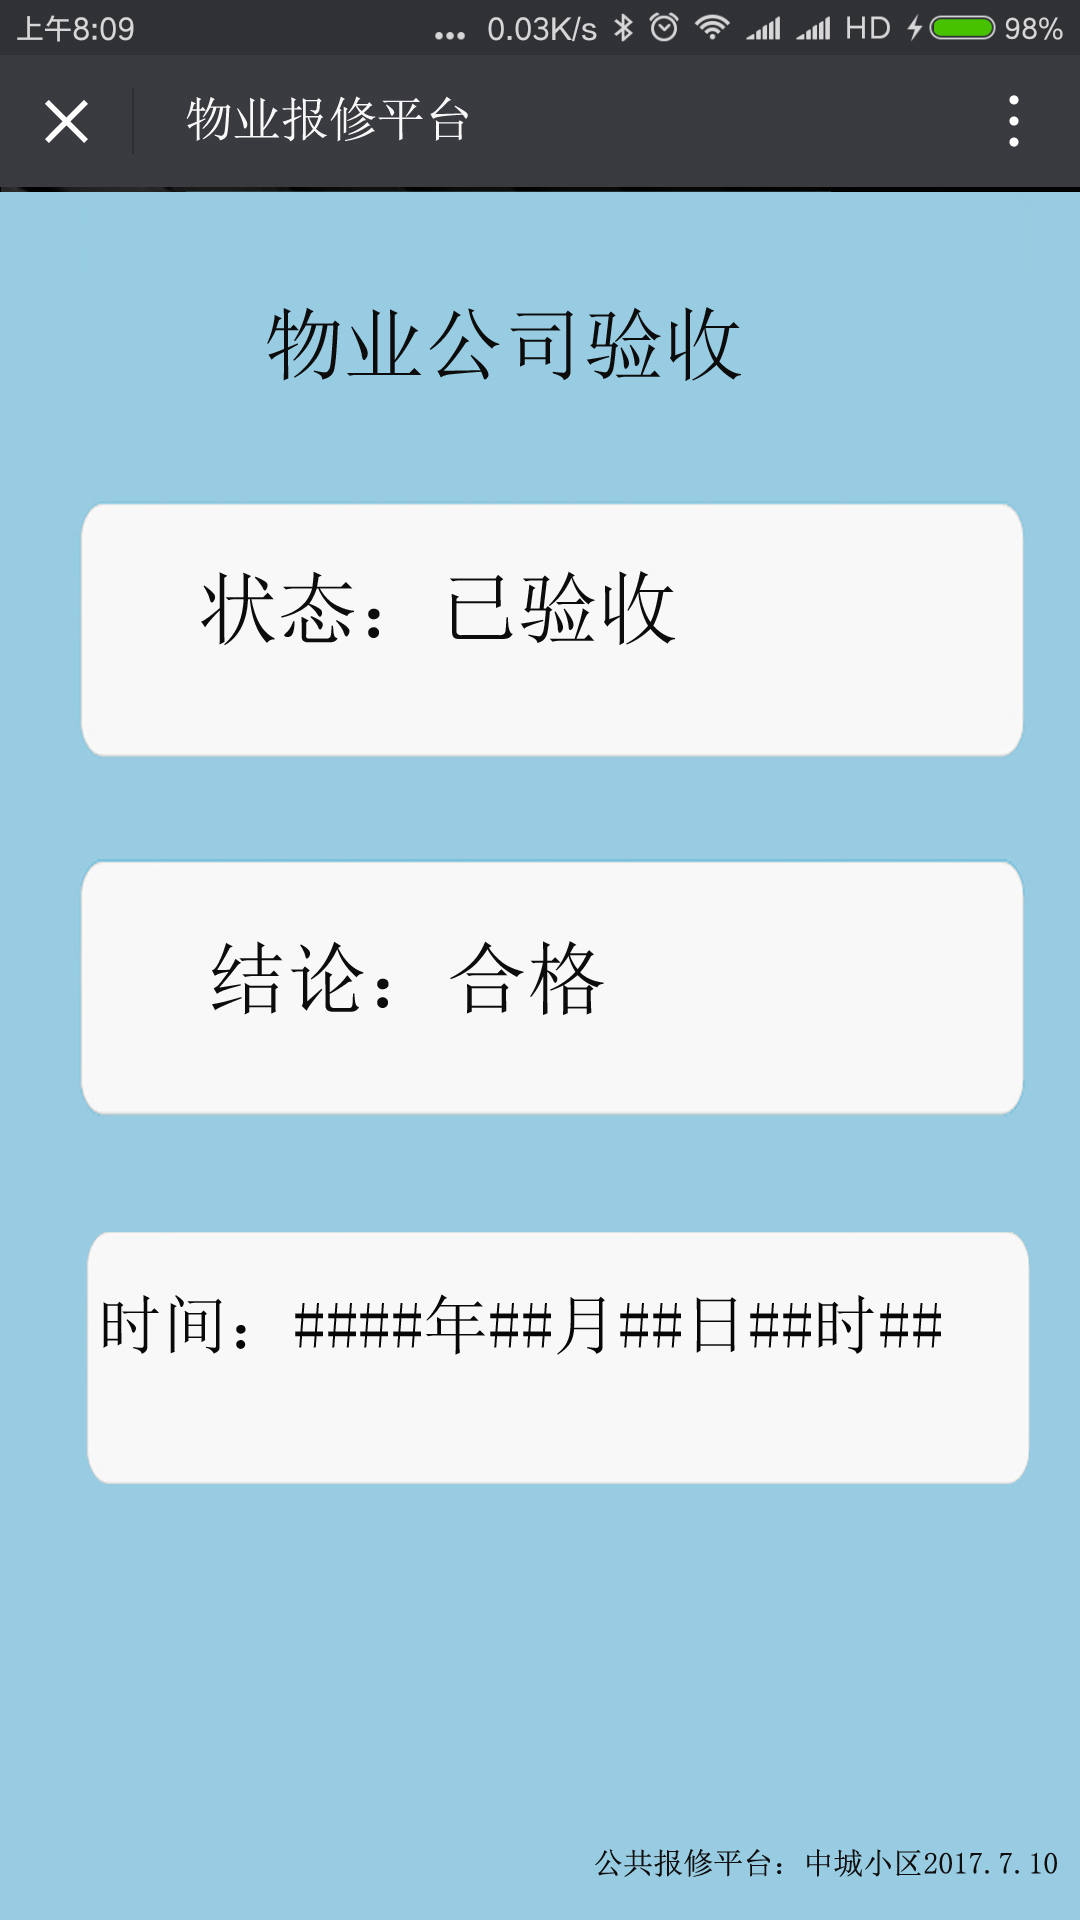 上午8:09 ... 0.03K/s HD 98%
物业报修平台
物业公司验收
状态：已验收
结论：合格
时间：####年##月##日##时##
公共报修平台：中城小区2017.7.10